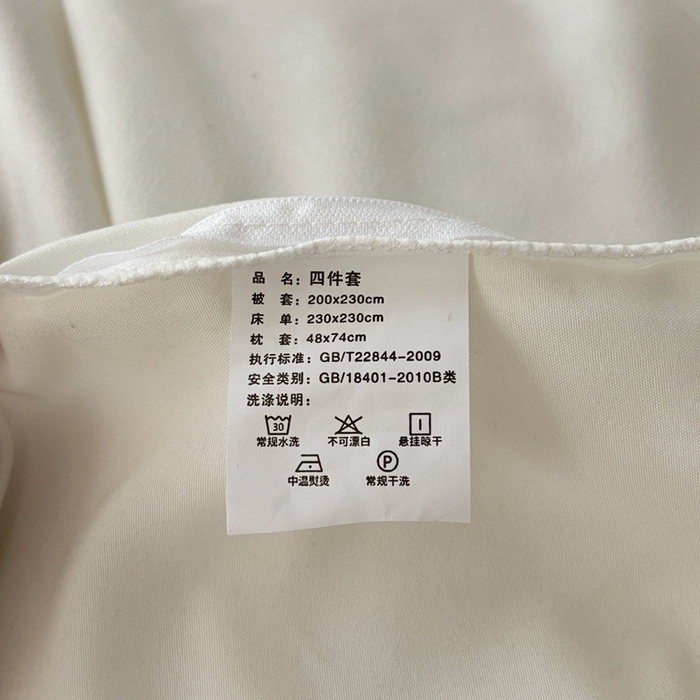 品 名：四件套
被 套：200x230cm
床 单：230x230cm
枕 套：48x74cm
执行标准：GB/T22844-2009
安全类别：GB/18401-2010B类
洗涤说明：
30
常规水洗 不可漂白 悬挂晾干
P
中温熨烫 常规干洗